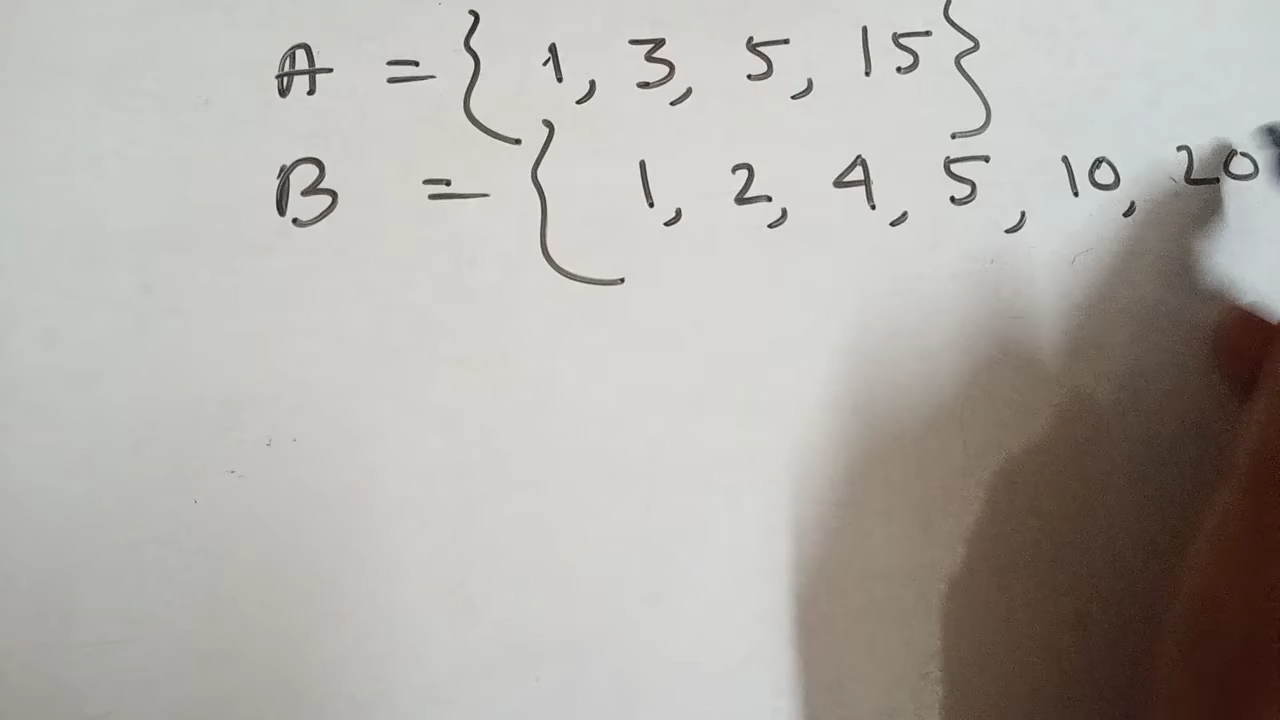 A = { 1, 3, 5, 15}
B = { 1, 2, 4, 5, 10, 20